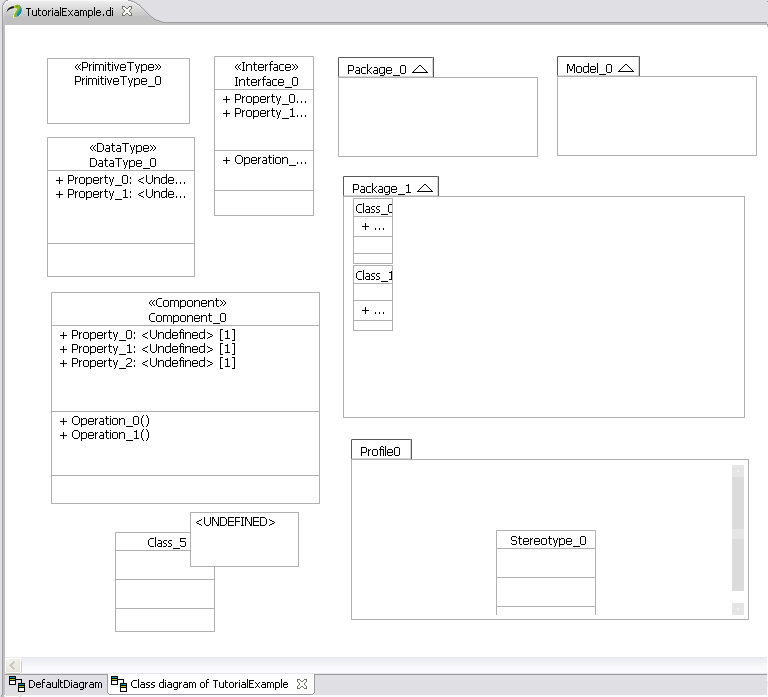 TutorialExample.di
«PrimitiveType»
PrimitiveType_0
«Interface»
Interface_0
+ Property_0...
+ Property_1...
+ Operation_...
Package_0
Model_0
«DataType»
DataType_0
+ Property_0: <Unde...
+ Property_1: <Unde...
Package_1
Class_0
+ ...
Class_1
+ ...
«Component»
Component_0
+ Property_0: <Undefined> [1]
+ Property_1: <Undefined> [1]
+ Property_2: <Undefined> [1]
+ Operation_0()
+ Operation_1()
Profile0
Stereotype_0
<UNDEFINED>
Class_5
DefaultDiagram
Class diagram of TutorialExample